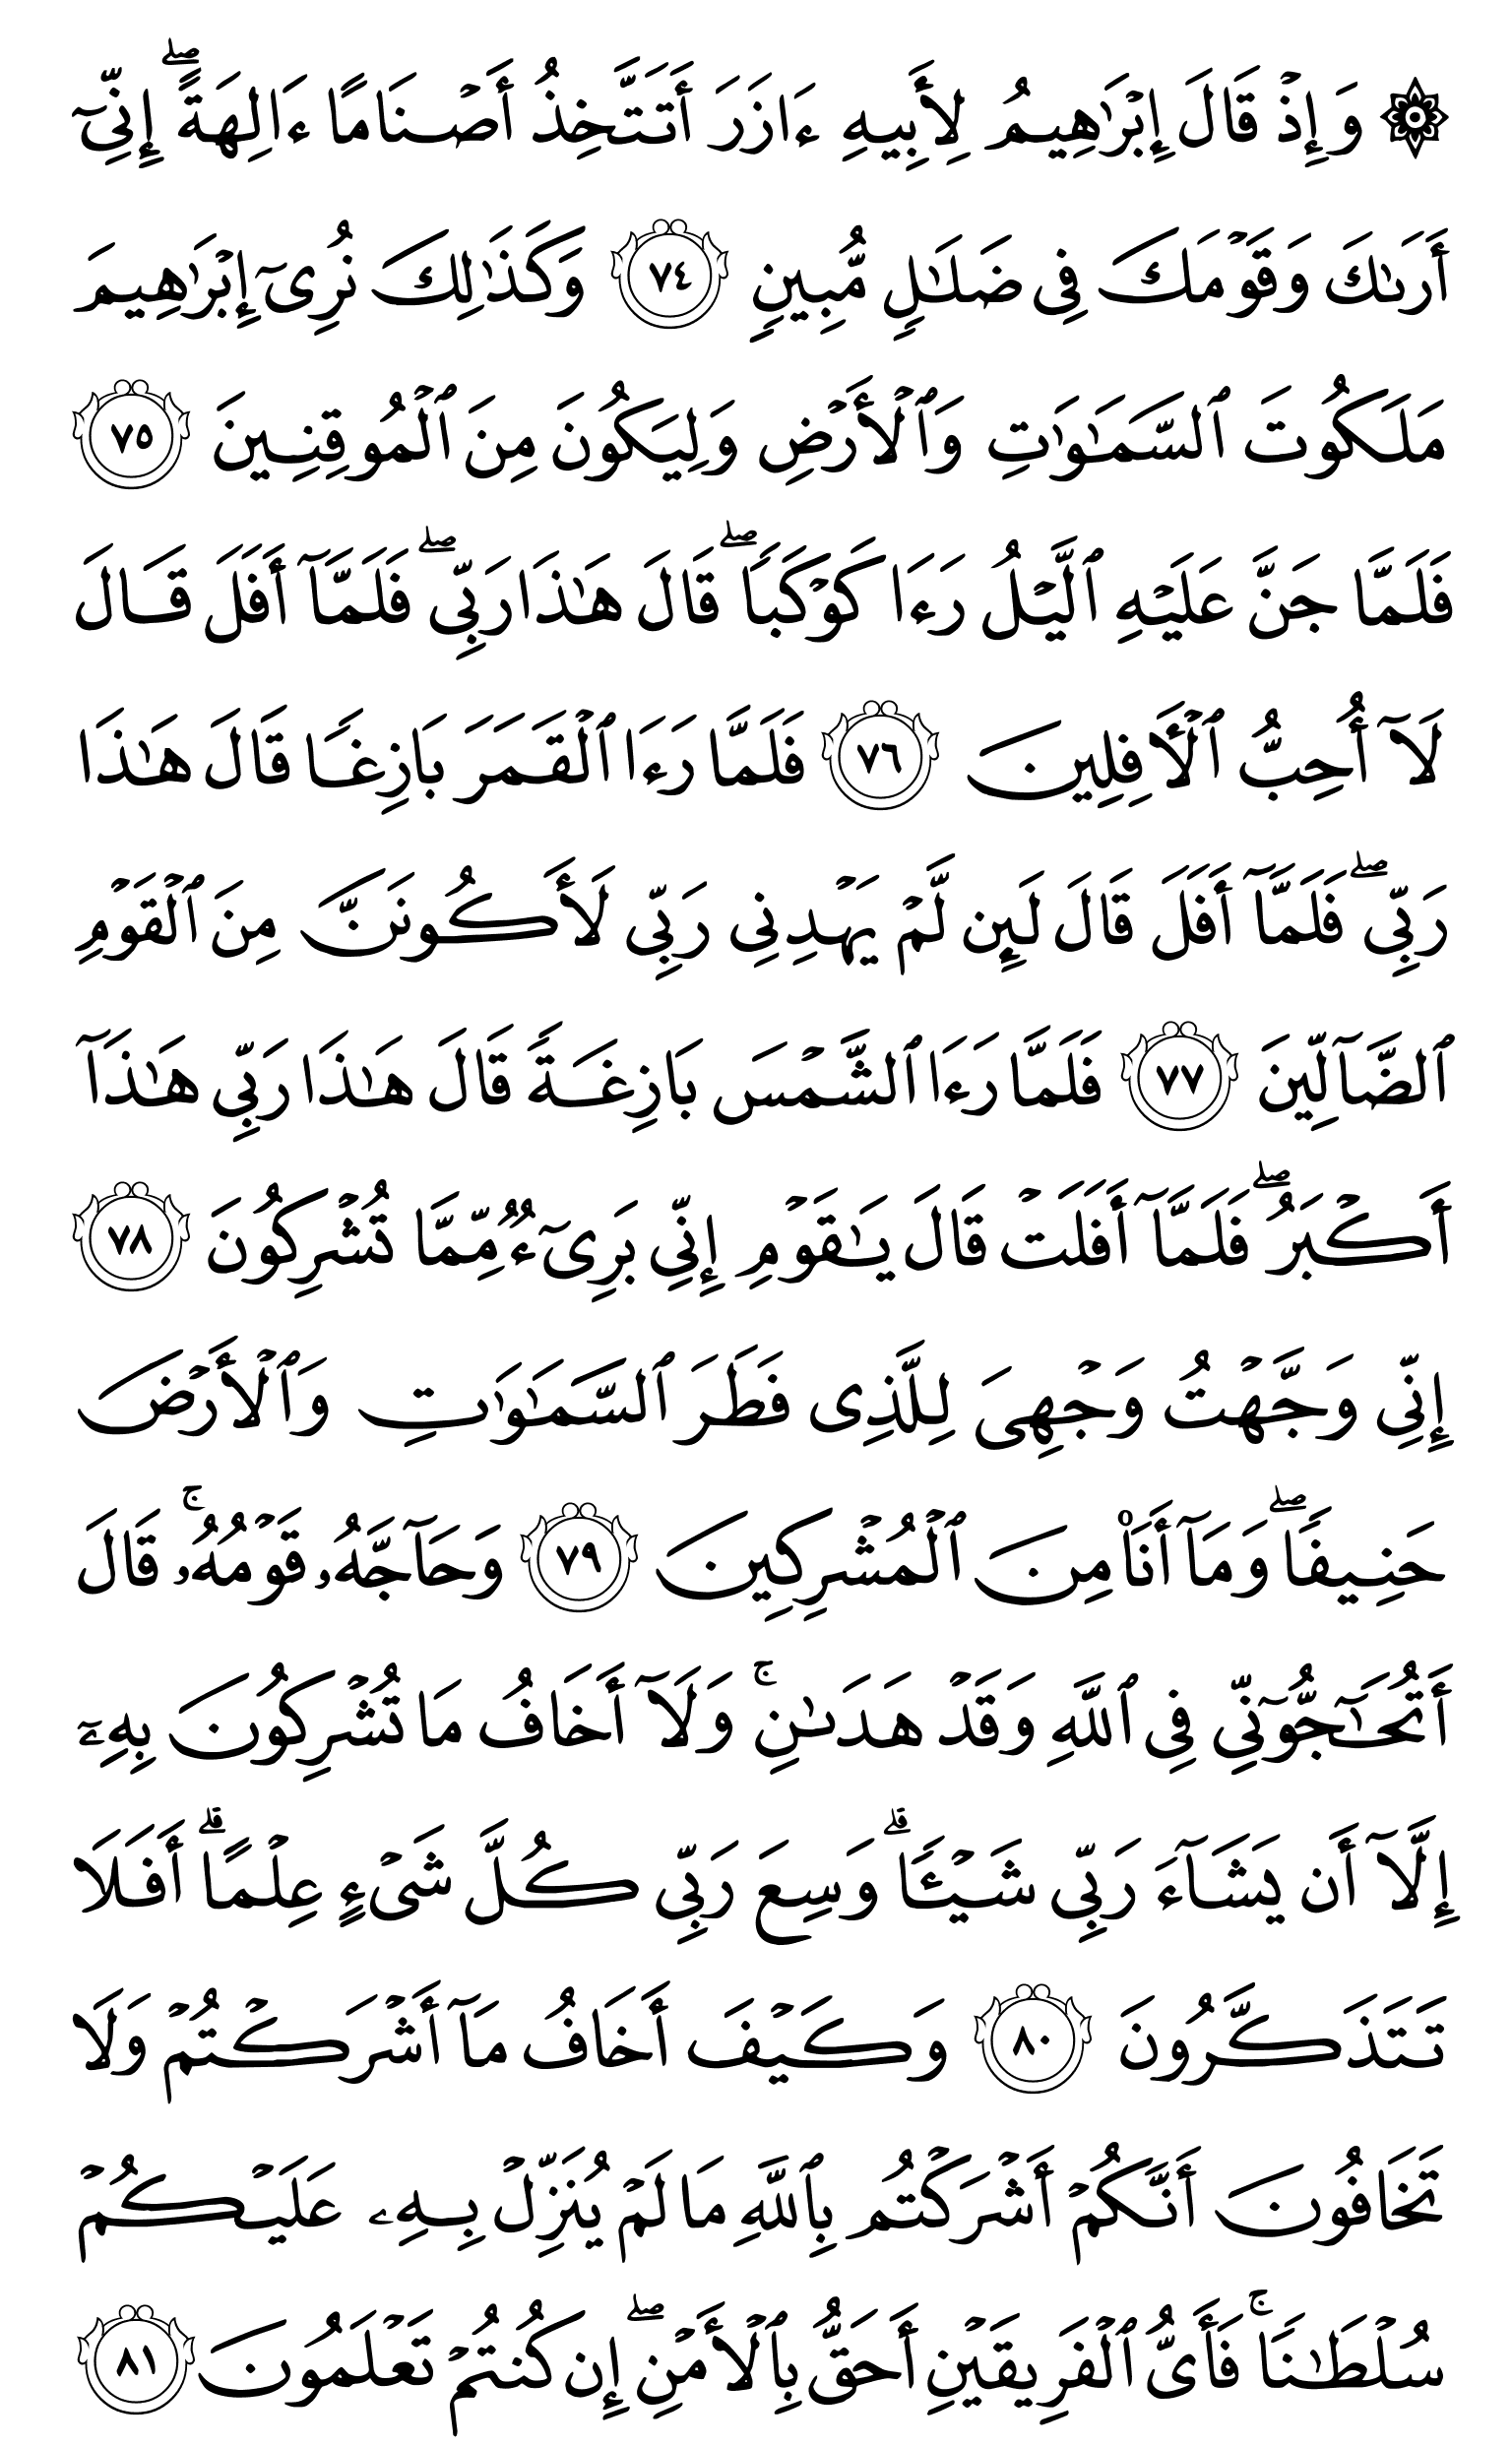 ۞ وَإِذْ قَالَ إِبْرَٰهِيمُ لِأَبِيهِ ءَازَرَ أَتَتَّخِذُ أَصْنَامًا ءَالِهَةً ۖ إِنِّىٓ
أَرَىٰكَ وَقَوْمَكَ فِى ضَلَـٰلٍ مُّبِينٍ ٧٤ وَكَذَٰلِكَ نُرِىٓ إِبْرَٰهِيمَ
مَلَكُوتَ ٱلسَّمَـٰوَٰتِ وَٱلْأَرْضِ وَلِيَكُونَ مِنَ ٱلْمُوقِنِينَ ٧٥
فَلَمَّا جَنَّ عَلَيْهِ ٱلَّيْلُ رَءَا كَوْكَبًا ۖ قَالَ هَـٰذَا رَبِّى ۖ فَلَمَّآ أَفَلَ قَالَ
لَآ أُحِبُّ ٱلْأَفِلِينَ ٧٦ فَلَمَّا رَءَا ٱلْقَمَرَ بَازِغًا قَالَ هَـٰذَا
رَبِّى ۖ فَلَمَّآ أَفَلَ قَالَ لَئِن لَّمْ يَهْدِنِى رَبِّى لَأَكُونَنَّ مِنَ ٱلْقَوْمِ
ٱلضَّآلِّينَ ٧٧ فَلَمَّا رَءَا ٱلشَّمْسَ بَازِغَةً قَالَ هَـٰذَا رَبِّى هَـٰذَآ
أَكْبَرُ ۖ فَلَمَّآ أَفَلَتْ قَالَ يَـٰقَوْمِ إِنِّى بَرِىٓءٌ مِّمَّا تُشْرِكُونَ ٧٨
إِنِّى وَجَّهْتُ وَجْهِىَ لِلَّذِى فَطَرَ ٱلسَّمَـٰوَٰتِ وَٱلْأَرْضَ
حَنِيفًا ۖ وَمَآ أَنَا۠ مِنَ ٱلْمُشْرِكِينَ ٧٩ وَحَآجَّهُۥ قَوْمُهُۥ ۚ قَالَ
أَتُحَـٰٓجُّوٓنِّى فِى ٱللَّهِ وَقَدْ هَدَىٰنِ ۚ وَلَآ أَخَافُ مَا تُشْرِكُونَ بِهِۦٓ
إِلَّآ أَن يَشَآءَ رَبِّى شَيْـًٔا ۗ وَسِعَ رَبِّى كُلَّ شَىْءٍ عِلْمًا ۗ أَفَلَا
تَتَذَكَّرُونَ ٨٠ وَكَيْفَ أَخَافُ مَآ أَشْرَكْتُمْ وَلَا
تَخَافُونَ أَنَّكُمْ أَشْرَكْتُم بِٱللَّهِ مَا لَمْ يُنَزِّلْ بِهِۦ عَلَيْكُمْ
سُلْطَـٰنًا ۚ فَأَىُّ ٱلْفَرِيقَيْنِ أَحَقُّ بِٱلْأَمْنِ ۖ إِن كُنتُمْ تَعْلَمُونَ ٨١